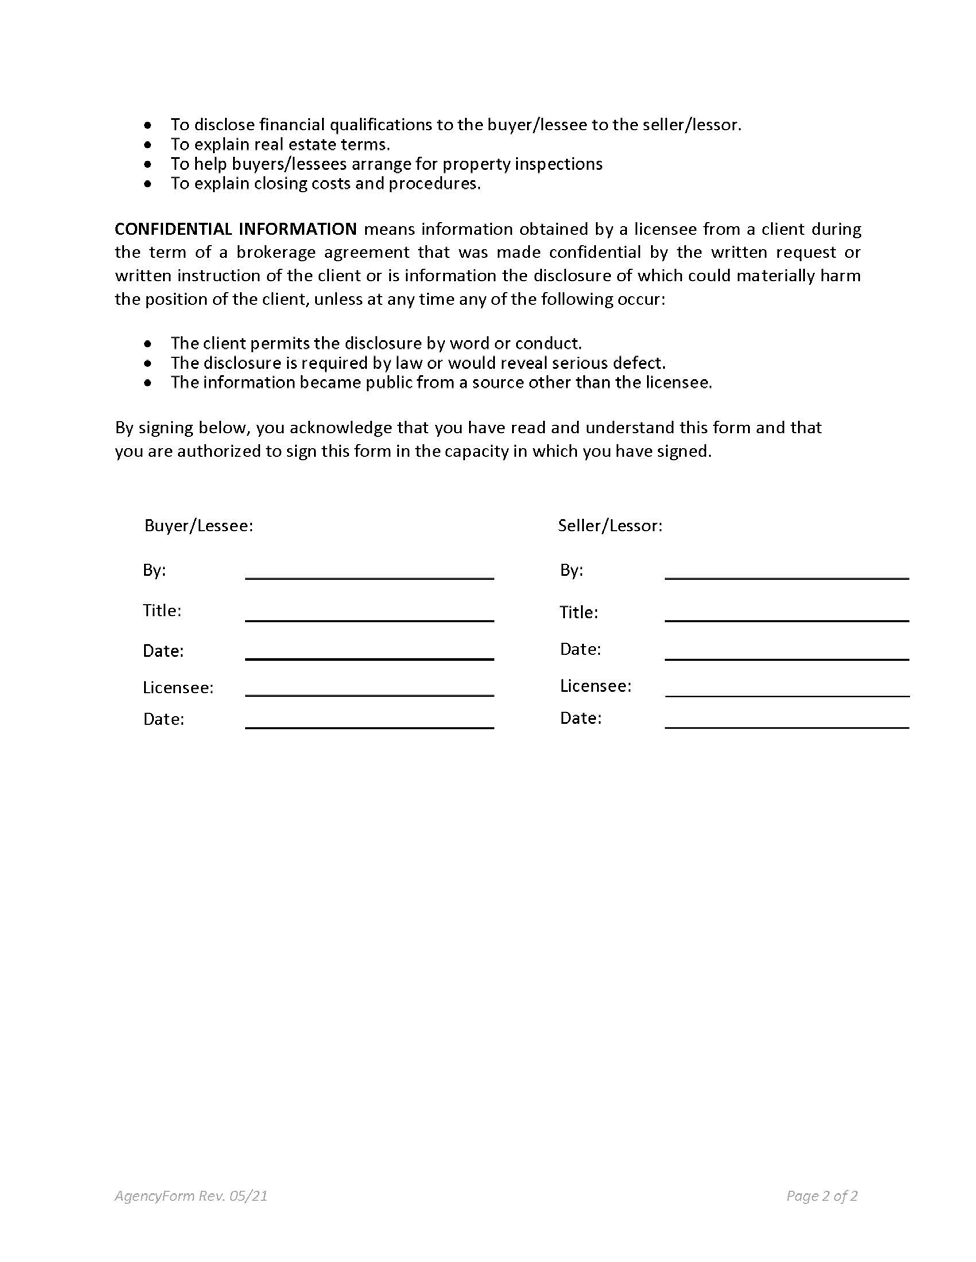 • To disclose financial qualifications to the buyer/lessee to the seller/lessor.
• To explain real estate terms.
• To help buyers/lessees arrange for property inspections
• To explain closing costs and procedures.
CONFIDENTIAL INFORMATION means information obtained by a licensee from a client during
the term of a brokerage agreement that was made confidential by the written request or
written instruction of the client or is information the disclosure of which could materially harm
the position of the client, unless at any time any of the following occur:
• The client permits the disclosure by word or conduct.
• The disclosure is required by law or would reveal serious defect.
• The information became public from a source other than the licensee.
By signing below, you acknowledge that you have read and understand this form and that
you are authorized to sign this form in the capacity in which you have signed.
Buyer/Lessee: Seller/Lessor:
By: By:
Title: Title:
Date: Date:
Licensee: Licensee:
Date: Date:
AgencyForm Rev. 05/21 Page 2 of 2